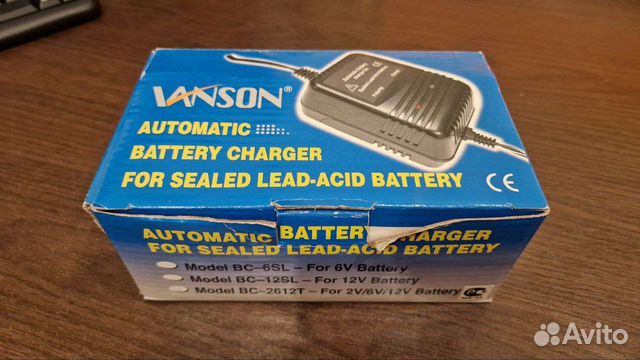 VANSON®
AUTOMATIC
BATTERY CHARGER
FOR SEALED LEAD-ACID BATTERY
CE
Automatic Battery
AUTOMATIC BATTERY CHARGER
FOR SEALED LEAD-ACID BATTERY
Model BC-6SL – For 6V Battery
Model BC-12SL – For 12V Battery
Model BC-2612T – For 2V/6V/12V Battery
Avito